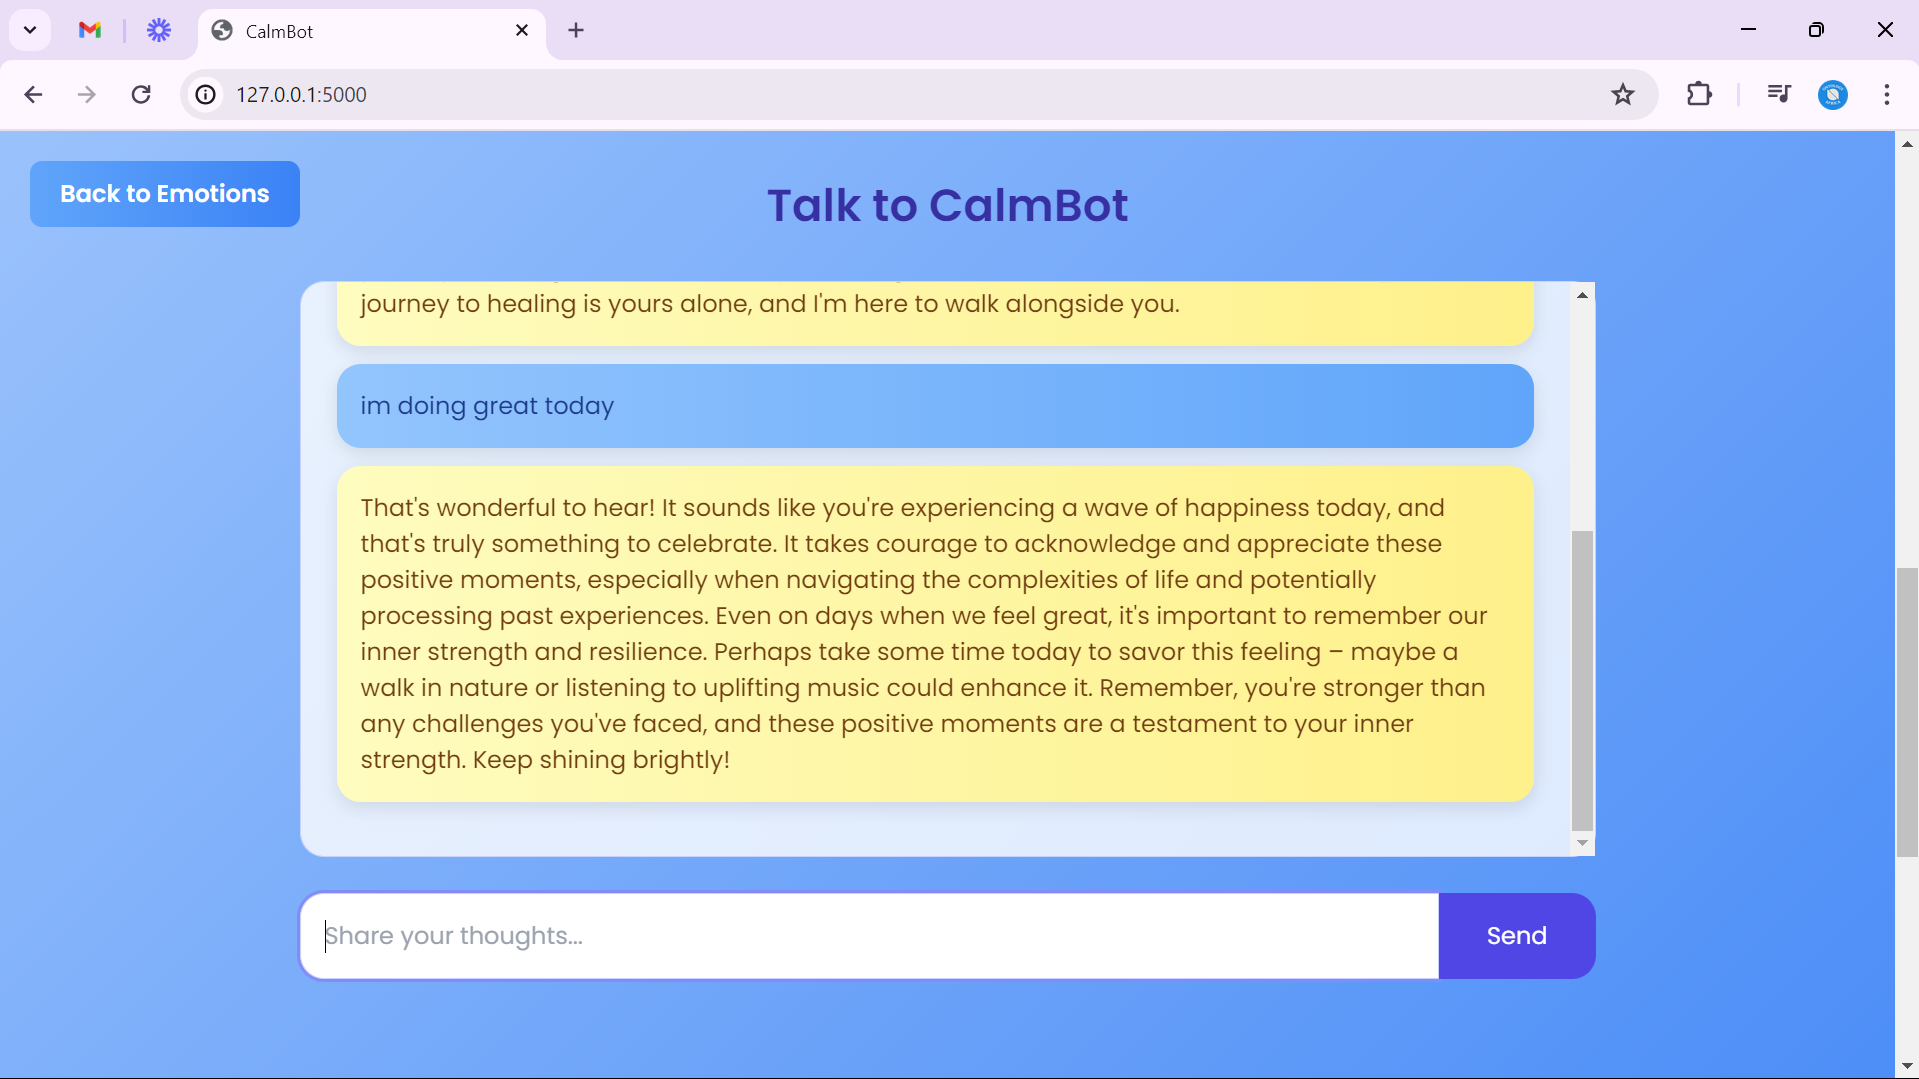 CalmBot
127.0.0.1:5000
Back to Emotions
Talk to CalmBot
journey to healing is yours alone, and I'm here to walk alongside you.
im doing great today
That's wonderful to hear! It sounds like you're experiencing a wave of happiness today, and
that's truly something to celebrate. It takes courage to acknowledge and appreciate these
positive moments, especially when navigating the complexities of life and potentially
processing past experiences. Even on days when we feel great, it's important to remember our
inner strength and resilience. Perhaps take some time today to savor this feeling – maybe a
walk in nature or listening to uplifting music could enhance it. Remember, you're stronger than
any challenges you've faced, and these positive moments are a testament to your inner
strength. Keep shining brightly!
Share your thoughts...
Send